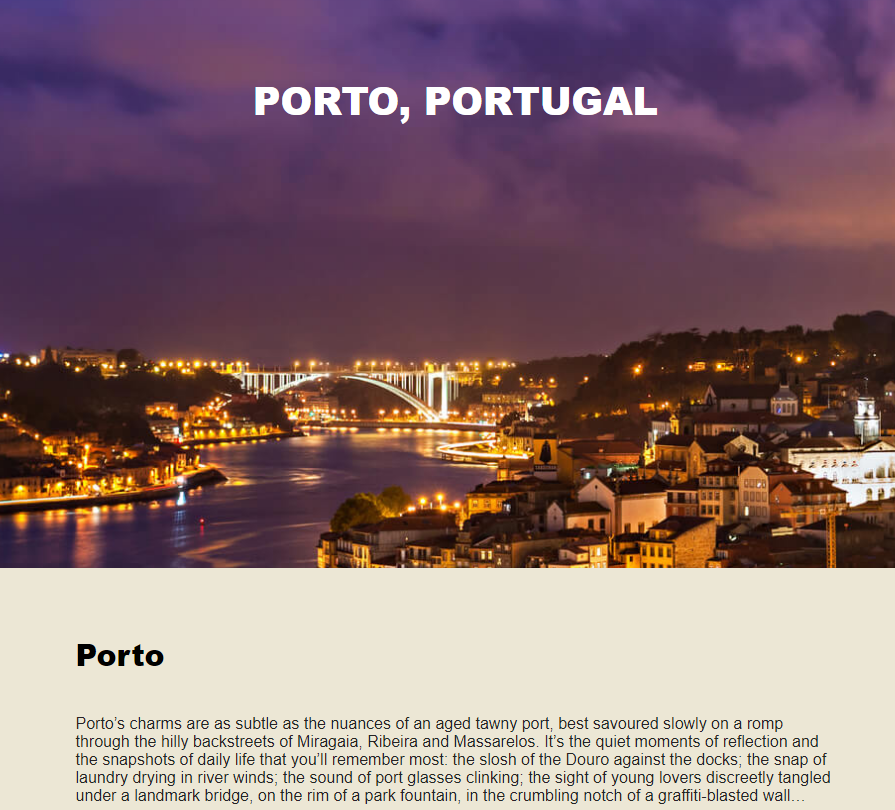 PORTO, PORTUGAL
Porto
Porto’s charms are as subtle as the nuances of an aged tawny port, best savoured slowly on a romp
through the hilly backstreets of Miragaia, Ribeira and Massarelos. It’s the quiet moments of reflection and
the snapshots of daily life that you’ll remember most: the slosh of the Douro against the docks; the snap of
laundry drying in river winds; the sound of port glasses clinking; the sight of young lovers discreetly tangled
under a landmark bridge, on the rim of a park fountain, in the crumbling notch of a graffiti-blasted wall…